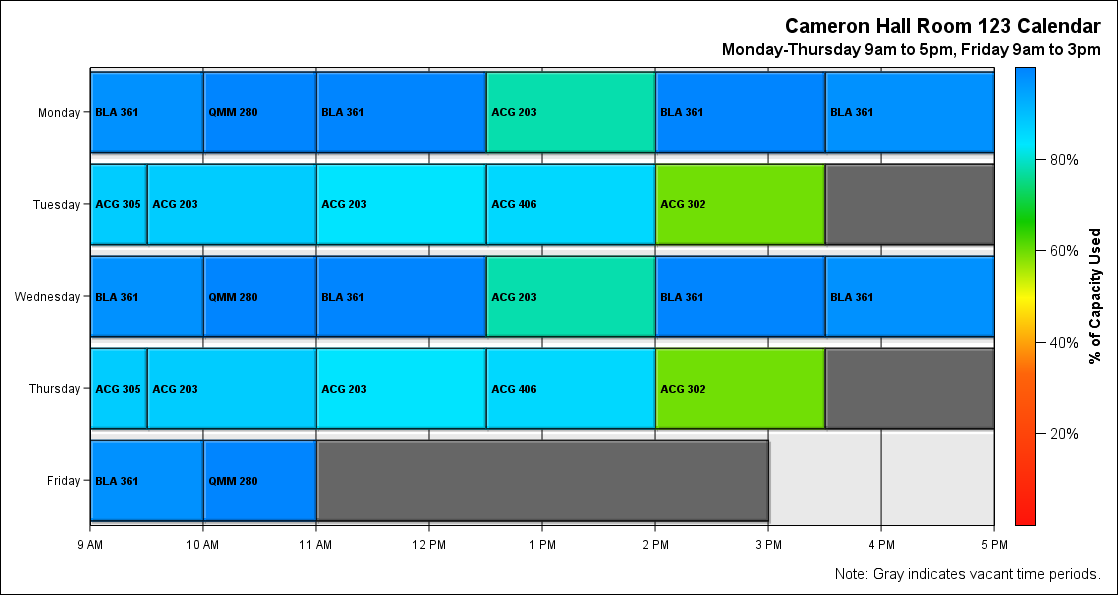 Cameron Hall Room 123 Calendar
Monday-Thursday 9am to 5pm, Friday 9am to 3pm
Monday
BLA 361
QMM 280
BLA 361
ACG 203
BLA 361
BLA 361
Tuesday
ACG 305
ACG 203
ACG 203
ACG 406
ACG 302
Wednesday
BLA 361
QMM 280
BLA 361
ACG 203
BLA 361
BLA 361
Thursday
ACG 305
ACG 203
ACG 203
ACG 406
ACG 302
Friday
BLA 361
QMM 280
9 AM
10 AM
11 AM
12 PM
1 PM
2 PM
3 PM
4 PM
5 PM
80%
60%
40%
20%
% of Capacity Used
Note: Gray indicates vacant time periods.